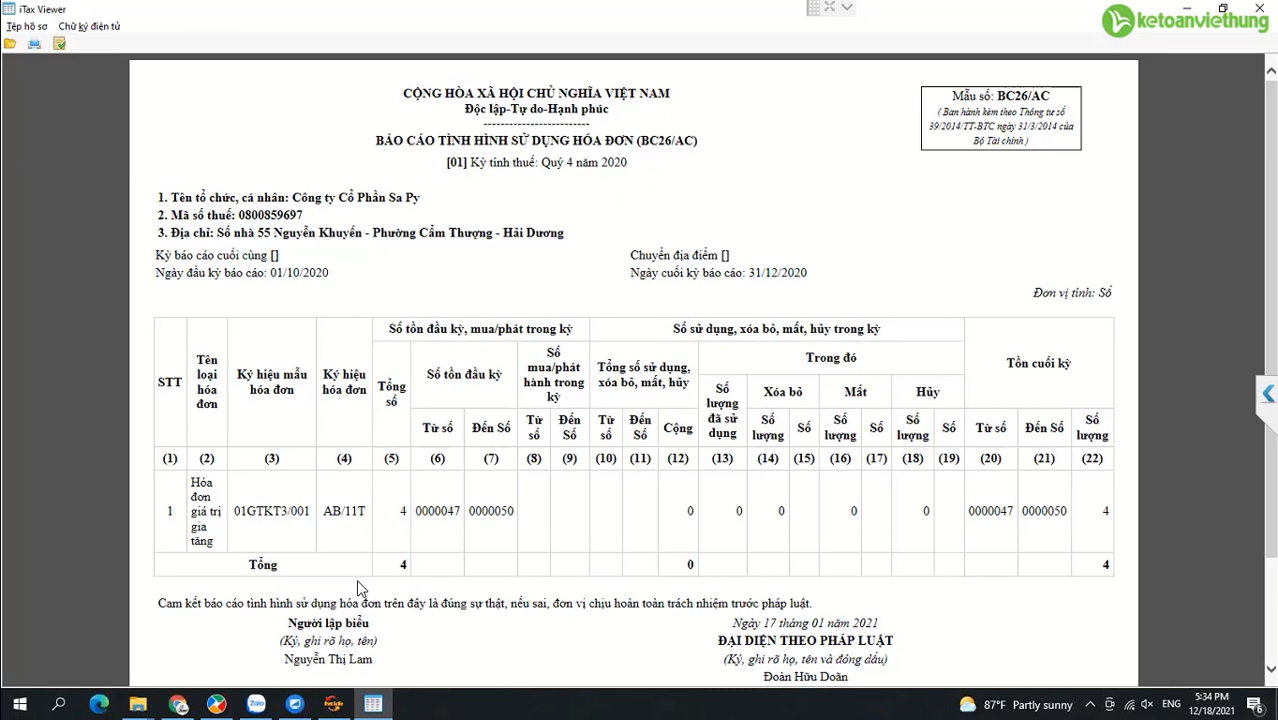 iTax Viewer
Tệp hồ sơ Chữ ký điện tử
ketoanviethung
CỘNG HÒA XÃ HỘI CHỦ NGHĨA VIỆT NAM
Độc lập-Tự do-Hạnh phúc
------------------------
BÁO CÁO TÌNH HÌNH SỬ DỤNG HÓA ĐƠN (BC26/AC)
[01] Kỳ tính thuế: Quý 4 năm 2020
Mẫu số: BC26/AC
( Ban hành kèm theo Thông tư số
39/2014/TT-BTC ngày 31/3/2014 của
Bộ Tài chính )
1. Tên tổ chức, cá nhân: Công ty Cổ Phần Sa Py
2. Mã số thuế: 0800859697
3. Địa chỉ: Số nhà 55 Nguyễn Khuyến - Phường Cẩm Thượng - Hải Dương
Kỳ báo cáo cuối cùng [] Chuyển địa điểm []
Ngày đầu kỳ báo cáo: 01/10/2020 Ngày cuối kỳ báo cáo: 31/12/2020
Đơn vị tính: Số
STT
Tên
loại
hóa
đơn
Ký hiệu mẫu
hóa đơn
Ký hiệu
hóa đơn
Số tồn đầu kỳ, mua/phát trong kỳ
Tổng
số
Số tồn đầu kỳ
Từ số Đến Số
Số
mua/phát
hành trong
kỳ
Từ
số
Đến
Số
Số sử dụng, xóa bỏ, mất, hủy trong kỳ
Tổng số sử dụng,
xóa bỏ, mất, hủy
Từ
số
Đến
Số
Cộng
Trong đó
Số
lượng
đã sử
dụng
Xóa bỏ
Số
lượng
Số
Mất
Số
lượng
Số
Hủy
Số
lượng
Số
Tồn cuối kỳ
Từ số Đến Số
Số
lượng
(1) (2) (3) (4) (5) (6) (7) (8) (9) (10) (11) (12) (13) (14) (15) (16) (17) (18) (19) (20) (21) (22)
Hóa
đơn
1 giá trị 01GTKT3/001 AB/11T 4 0000047 0000050 0 0 0 0 0 0000047 0000050 4
gia
tăng
Tổng 4 0 4
Cam kết báo cáo tình hình sử dụng hóa đơn trên đây là đúng sự thật, nếu sai, đơn vị chịu hoàn toàn trách nhiệm trước pháp luật.
Người lập biểu
(Ký, ghi rõ họ, tên)
Nguyễn Thị Lam
Ngày 17 tháng 01 năm 2021
ĐẠI DIỆN THEO PHÁP LUẬT
(Ký, ghi rõ họ, tên và đóng dấu)
Đoàn Hữu Doãn
Zalo
87°F Partly sunny
ENG
5:34 PM
12/18/2021
6